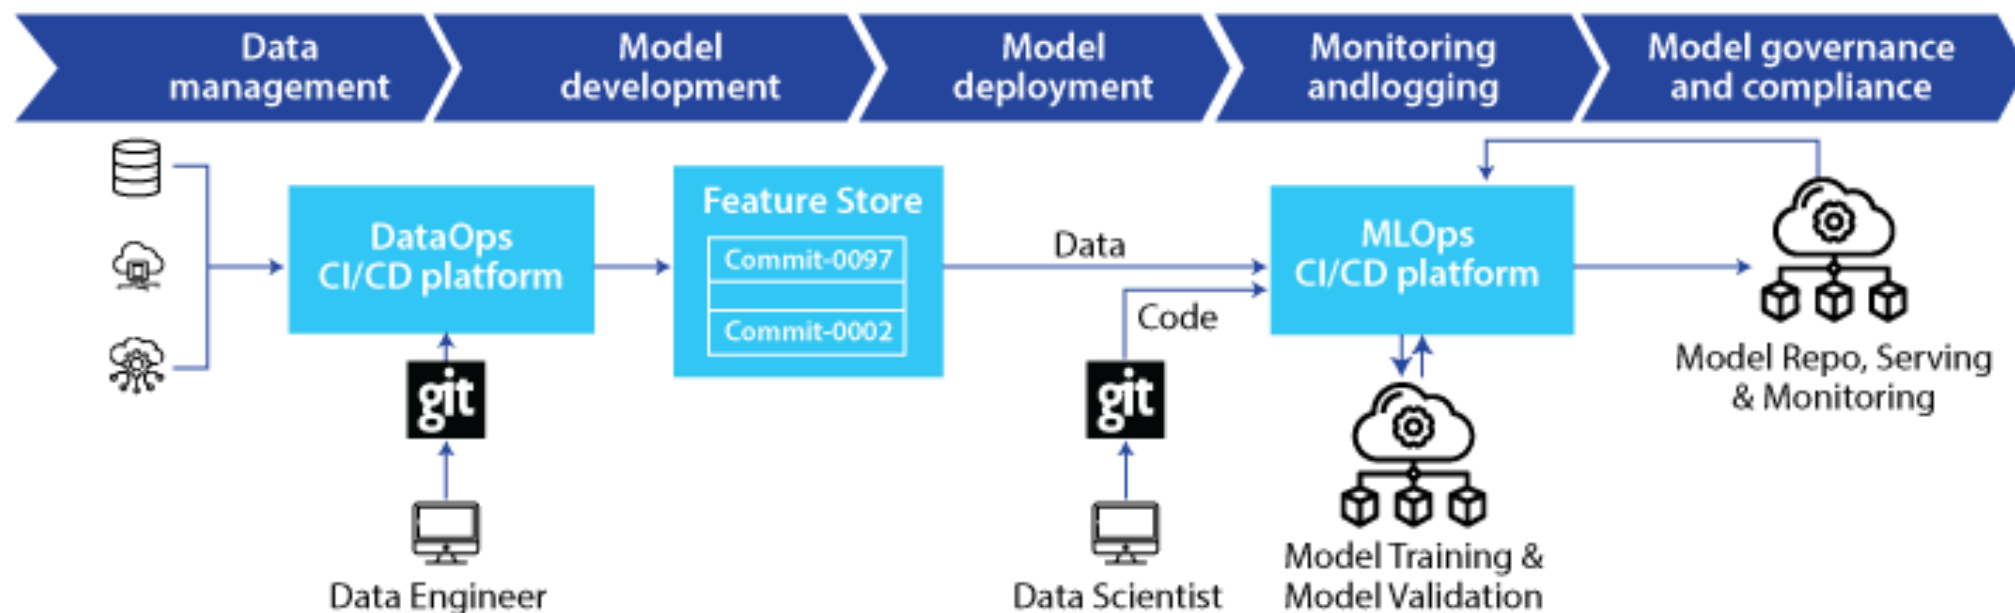 Data
management
Model
development
Model
deployment
Monitoring
andlogging
Model governance
and compliance
DataOps
CI/CD platform
Feature Store
Commit-0097
Commit-0002
Data
Code
MLOps
CI/CD platform
Model Repo, Serving
& Monitoring
git
git
Data Engineer
Data Scientist
Model Training &
Model Validation